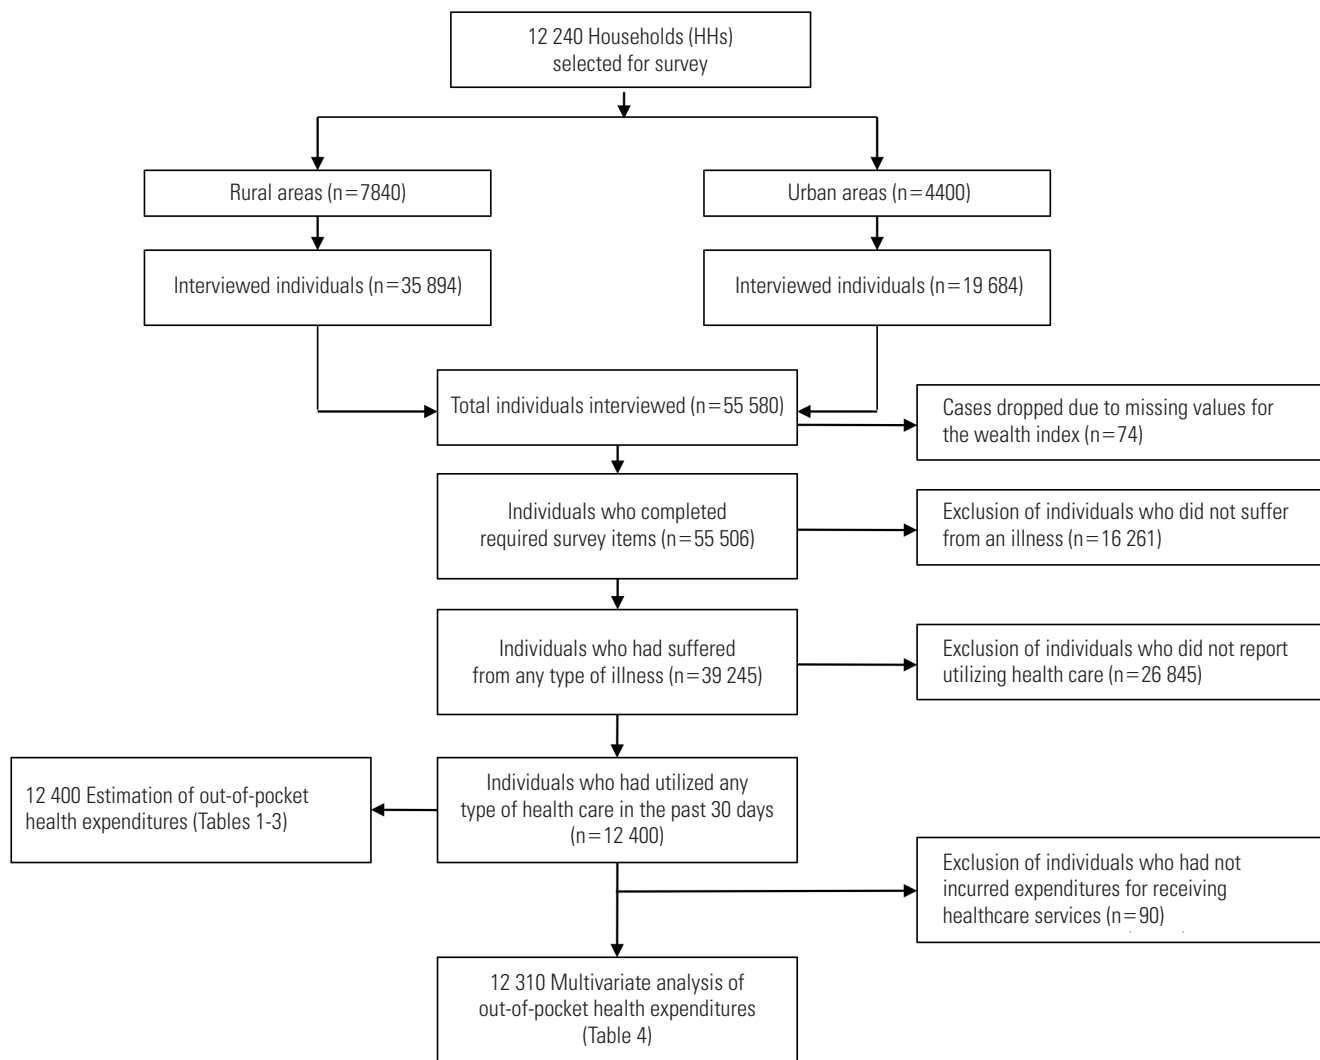 12 240 Households (HHs)
selected for survey
Rural areas (n=7840)
Urban areas (n=4400)
Interviewed individuals (n=35 894)
Interviewed individuals (n=19 684)
Total individuals interviewed (n=55 580)
Cases dropped due to missing values for
the wealth index (n=74)
Individuals who completed
required survey items (n=55 506)
Exclusion of individuals who did not suffer
from an illness (n=16 261)
Individuals who had suffered
from any type of illness (n=39 245)
Exclusion of individuals who did not report
utilizing health care (n=26 845)
12 400 Estimation of out-of-pocket
health expenditures (Tables 1-3)
Individuals who had utilized any
type of health care in the past 30 days
(n=12 400)
Exclusion of individuals who had not
incurred expenditures for receiving
healthcare services (n=90)
12 310 Multivariate analysis of
out-of-pocket health expenditures
(Table 4)